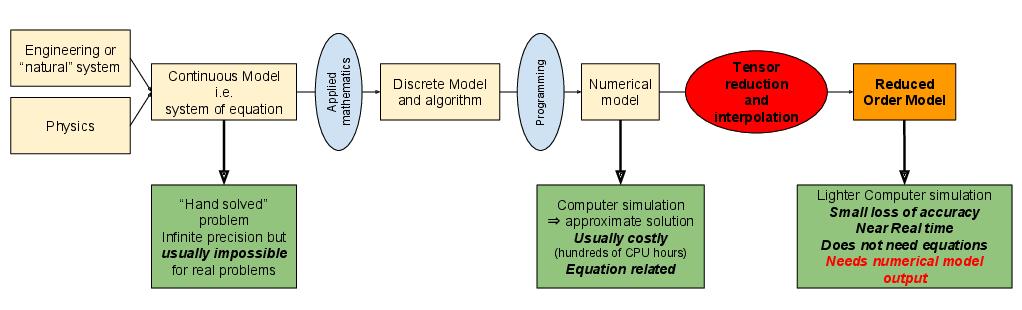 Engineering or
“natural” system
Physics
Continuous Model
i.e.
system of equation
Applied
mathematics
Discrete Model
and algorithm
Programming
Numerical
model
Tensor
reduction
and
interpolation
Reduced
Order Model
“Hand solved”
problem
Infinite precision but
usually impossible
for real problems
Computer simulation
⇒ approximate solution
Usually costly
(hundreds of CPU hours)
Equation related
Lighter Computer simulation
Small loss of accuracy
Near Real time
Does not need equations
Needs numerical model
output